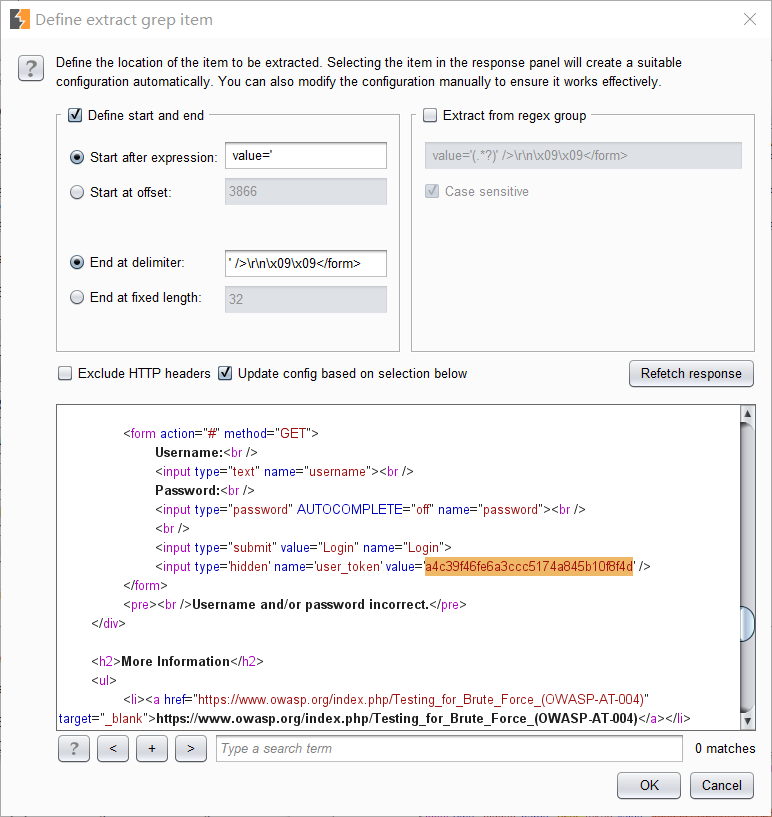 Define extract grep item
?
Define the location of the item to be extracted. Selecting the item in the response panel will create a suitable
configuration automatically. You can also modify the configuration manually to ensure it works effectively.
Define start and end
Start after expression: value='
Start at offset: 3866
End at delimiter: ' />\r\n\x09\x09</form>
End at fixed length: 32
Extract from regex group
value='(.*?)' />\r\n\x09\x09</form>
Case sensitive
Exclude HTTP headers Update config based on selection below Refetch response
<form action="#" method="GET">
Username:<br />
<input type="text" name="username"><br />
Password:<br />
<input type="password" AUTOCOMPLETE="off" name="password"><br />
<br />
<input type="submit" value="Login" name="Login">
<input type='hidden' name='user_token' value='a4c39f46fe6a3ccc5174a845b10f8f4d' />
</form>
<pre><br />Username and/or password incorrect.</pre>
</div>
<h2>More Information</h2>
<ul>
<li><a href="https://www.owasp.org/index.php/Testing_for_Brute_Force_(OWASP-AT-004)"
target="_blank">https://www.owasp.org/index.php/Testing_for_Brute_Force_(OWASP-AT-004)</a></li>
? < + > Type a search term 0 matches
OK Cancel